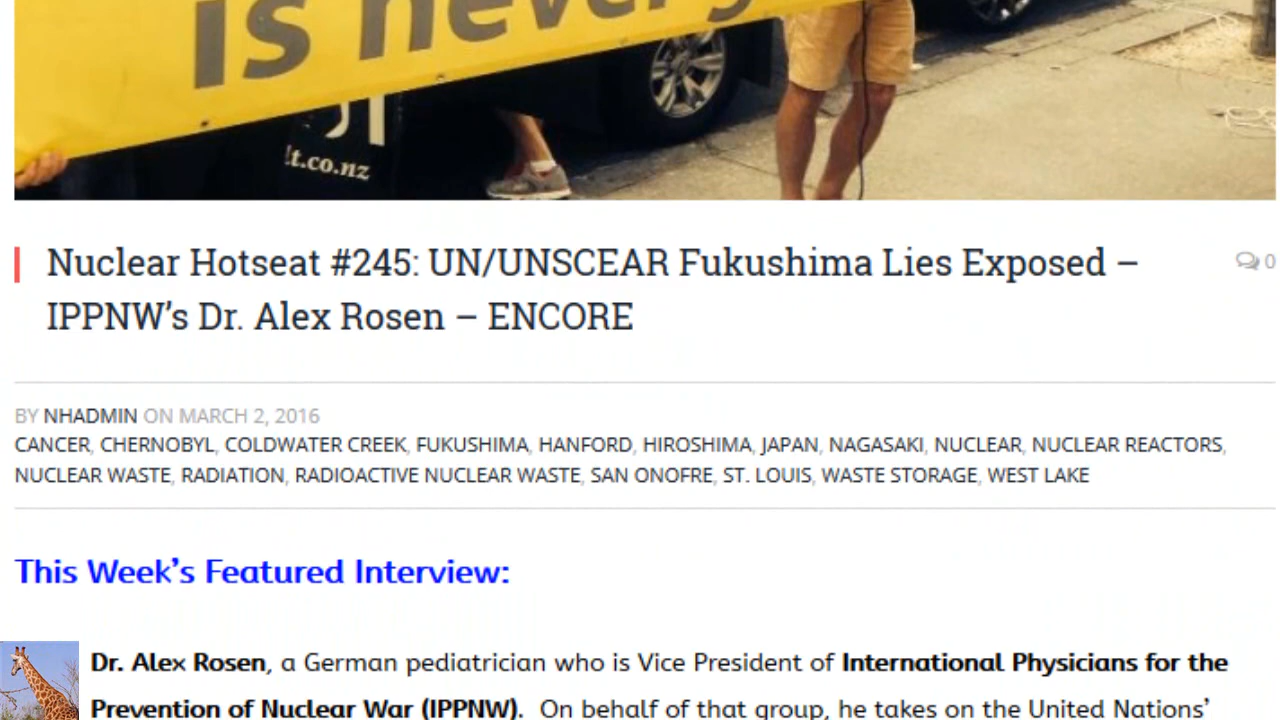 is never g
lt.co.nz
Nuclear Hotseat #245: UN/UNSCEAR Fukushima Lies Exposed –
0
IPPNW’s Dr. Alex Rosen – ENCORE
BY NHADMIN ON MARCH 2, 2016
CANCER, CHERNOBYL, COLDWATER CREEK, FUKUSHIMA, HANFORD, HIROSHIMA, JAPAN, NAGASAKI, NUCLEAR, NUCLEAR REACTORS,
NUCLEAR WASTE, RADIATION, RADIOACTIVE NUCLEAR WASTE, SAN ONOFRE, ST. LOUIS, WASTE STORAGE, WEST LAKE
This Week’s Featured Interview:
Dr. Alex Rosen, a German pediatrician who is Vice President of International Physicians for the
Prevention of Nuclear War (IPPNW).  On behalf of that group, he takes on the United Nations’